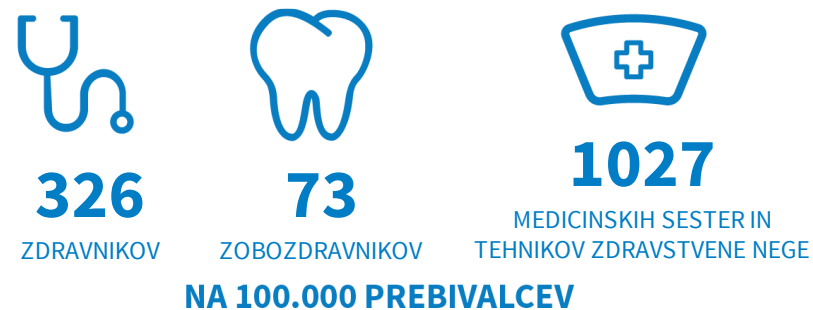 326
ZDRAVNIKOV
73
ZOBOZDRAVNIKOV
1027
MEDICINSKIH SESTER IN
TEHNIKOV ZDRAVSTVENE NEGE
NA 100.000 PREBIVALCEV